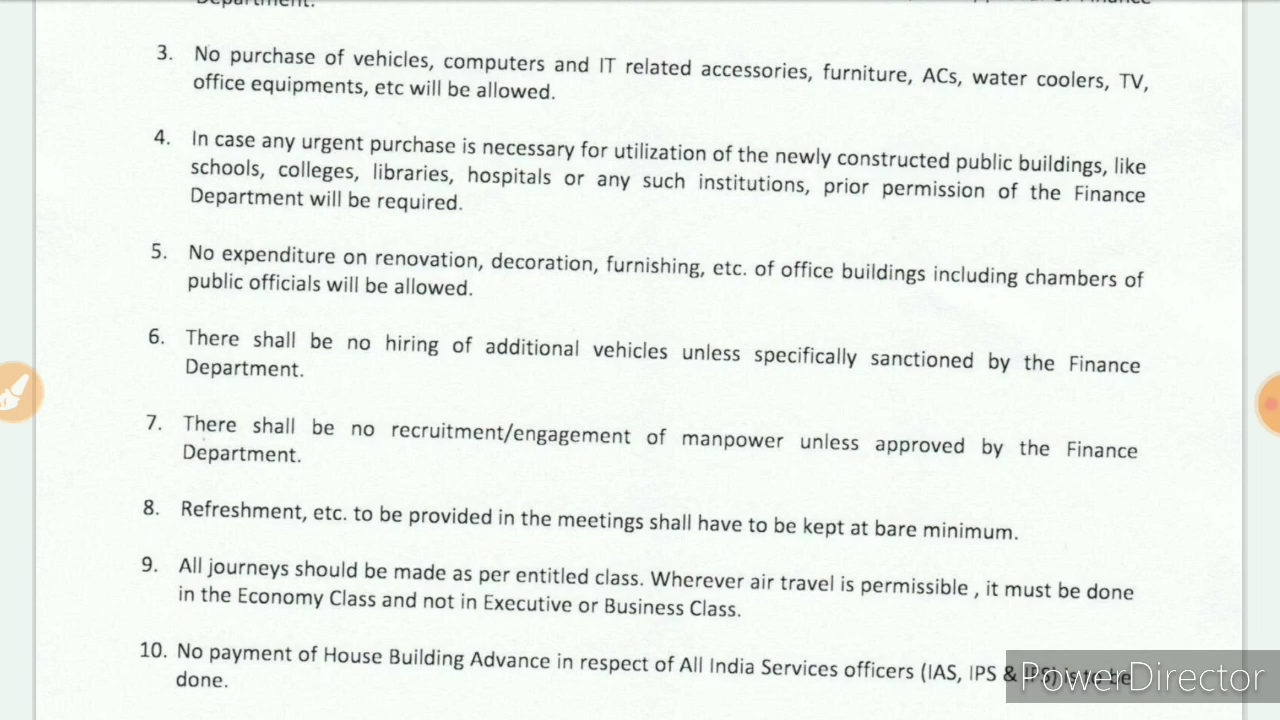 Department.
3. No purchase of vehicles, computers and IT related accessories, furniture, ACs, water coolers, TV,
office equipments, etc will be allowed.
4. In case any urgent purchase is necessary for utilization of the newly constructed public buildings, like
schools, colleges, libraries, hospitals or any such institutions, prior permission of the Finance
Department will be required.
5. No expenditure on renovation, decoration, furnishing, etc. of office buildings including chambers of
public officials will be allowed.
6. There shall be no hiring of additional vehicles unless specifically sanctioned by the Finance
Department.
7. There shall be no recruitment/engagement of manpower unless approved by the Finance
Department.
8. Refreshment, etc. to be provided in the meetings shall have to be kept at bare minimum.
9. All journeys should be made as per entitled class. Wherever air travel is permissible , it must be done
in the Economy Class and not in Executive or Business Class.
10. No payment of House Building Advance in respect of All India Services officers (IAS, IPS & is to be
done.
PowerDirector